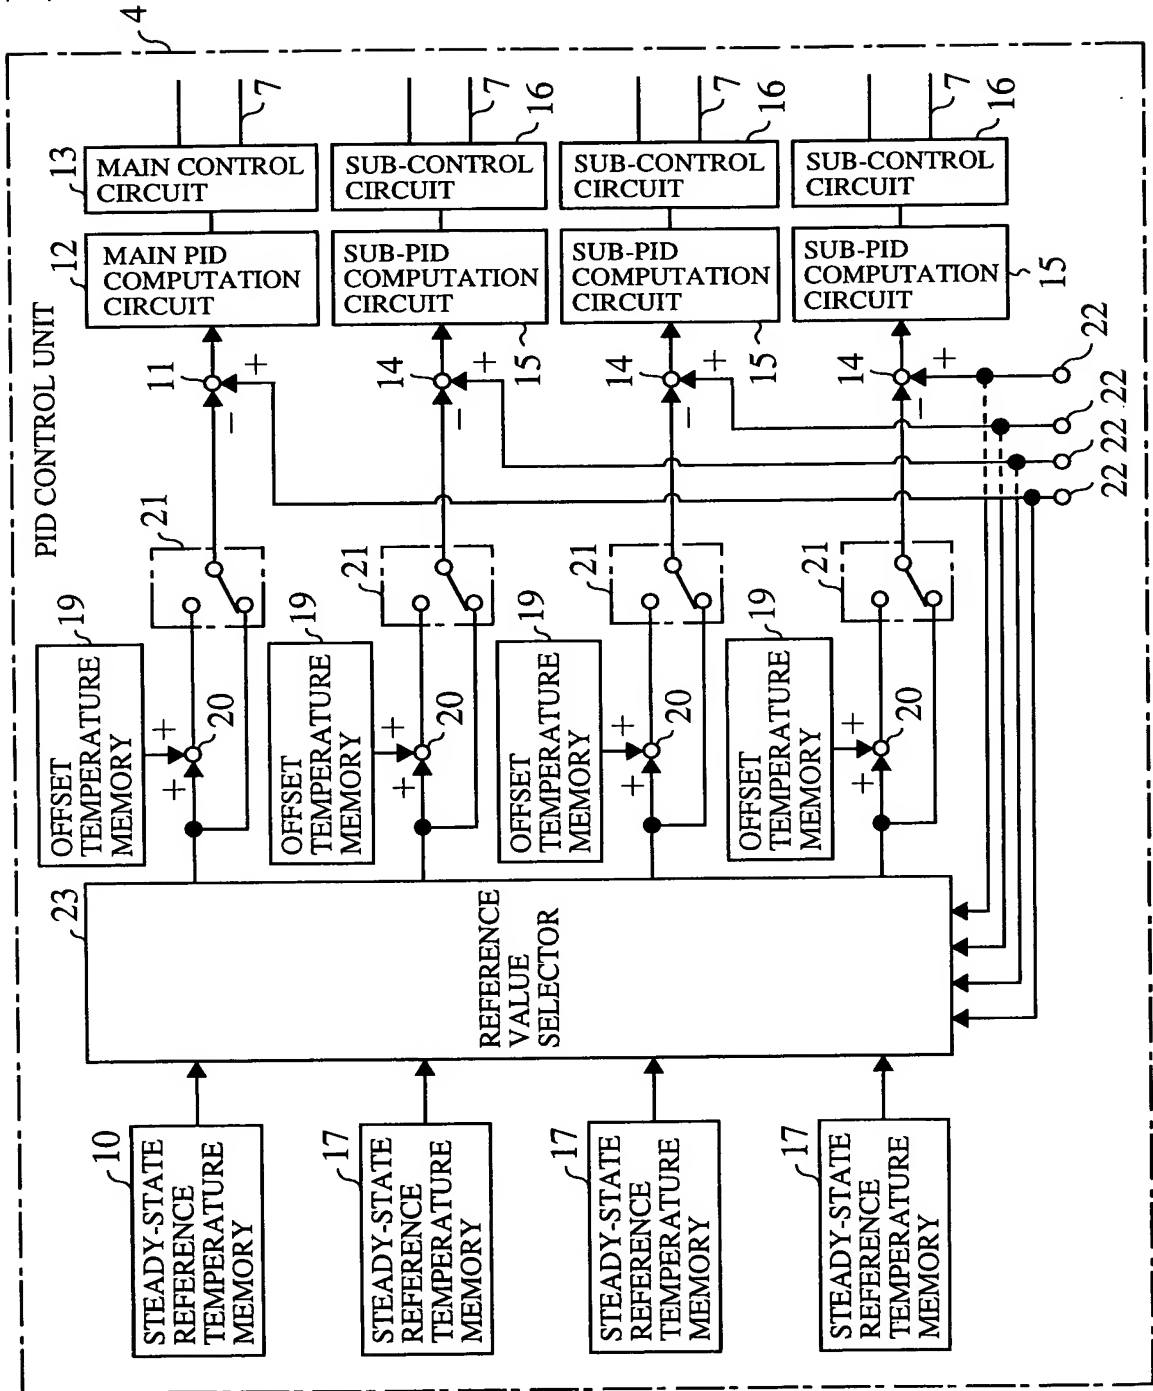 PID CONTROL UNIT
4
10
STEADY-STATE
REFERENCE
TEMPERATURE
MEMORY
17
STEADY-STATE
REFERENCE
TEMPERATURE
MEMORY
17
STEADY-STATE
REFERENCE
TEMPERATURE
MEMORY
17
STEADY-STATE
REFERENCE
TEMPERATURE
MEMORY
23
REFERENCE
VALUE
SELECTOR
OFFSET
TEMPERATURE
MEMORY
19
+
+
20
21
OFFSET
TEMPERATURE
MEMORY
19
+
+
20
21
OFFSET
TEMPERATURE
MEMORY
19
+
+
20
21
OFFSET
TEMPERATURE
MEMORY
19
+
+
20
21
11
−
+
14
−
+
14
−
+
14
−
+
22
22
22
22
12
MAIN PID
COMPUTATION
CIRCUIT
13
MAIN CONTROL
CIRCUIT
7
15
SUB-PID
COMPUTATION
CIRCUIT
SUB-CONTROL
CIRCUIT
16
7
15
SUB-PID
COMPUTATION
CIRCUIT
SUB-CONTROL
CIRCUIT
16
7
SUB-PID
COMPUTATION
CIRCUIT
15
SUB-CONTROL
CIRCUIT
16
7